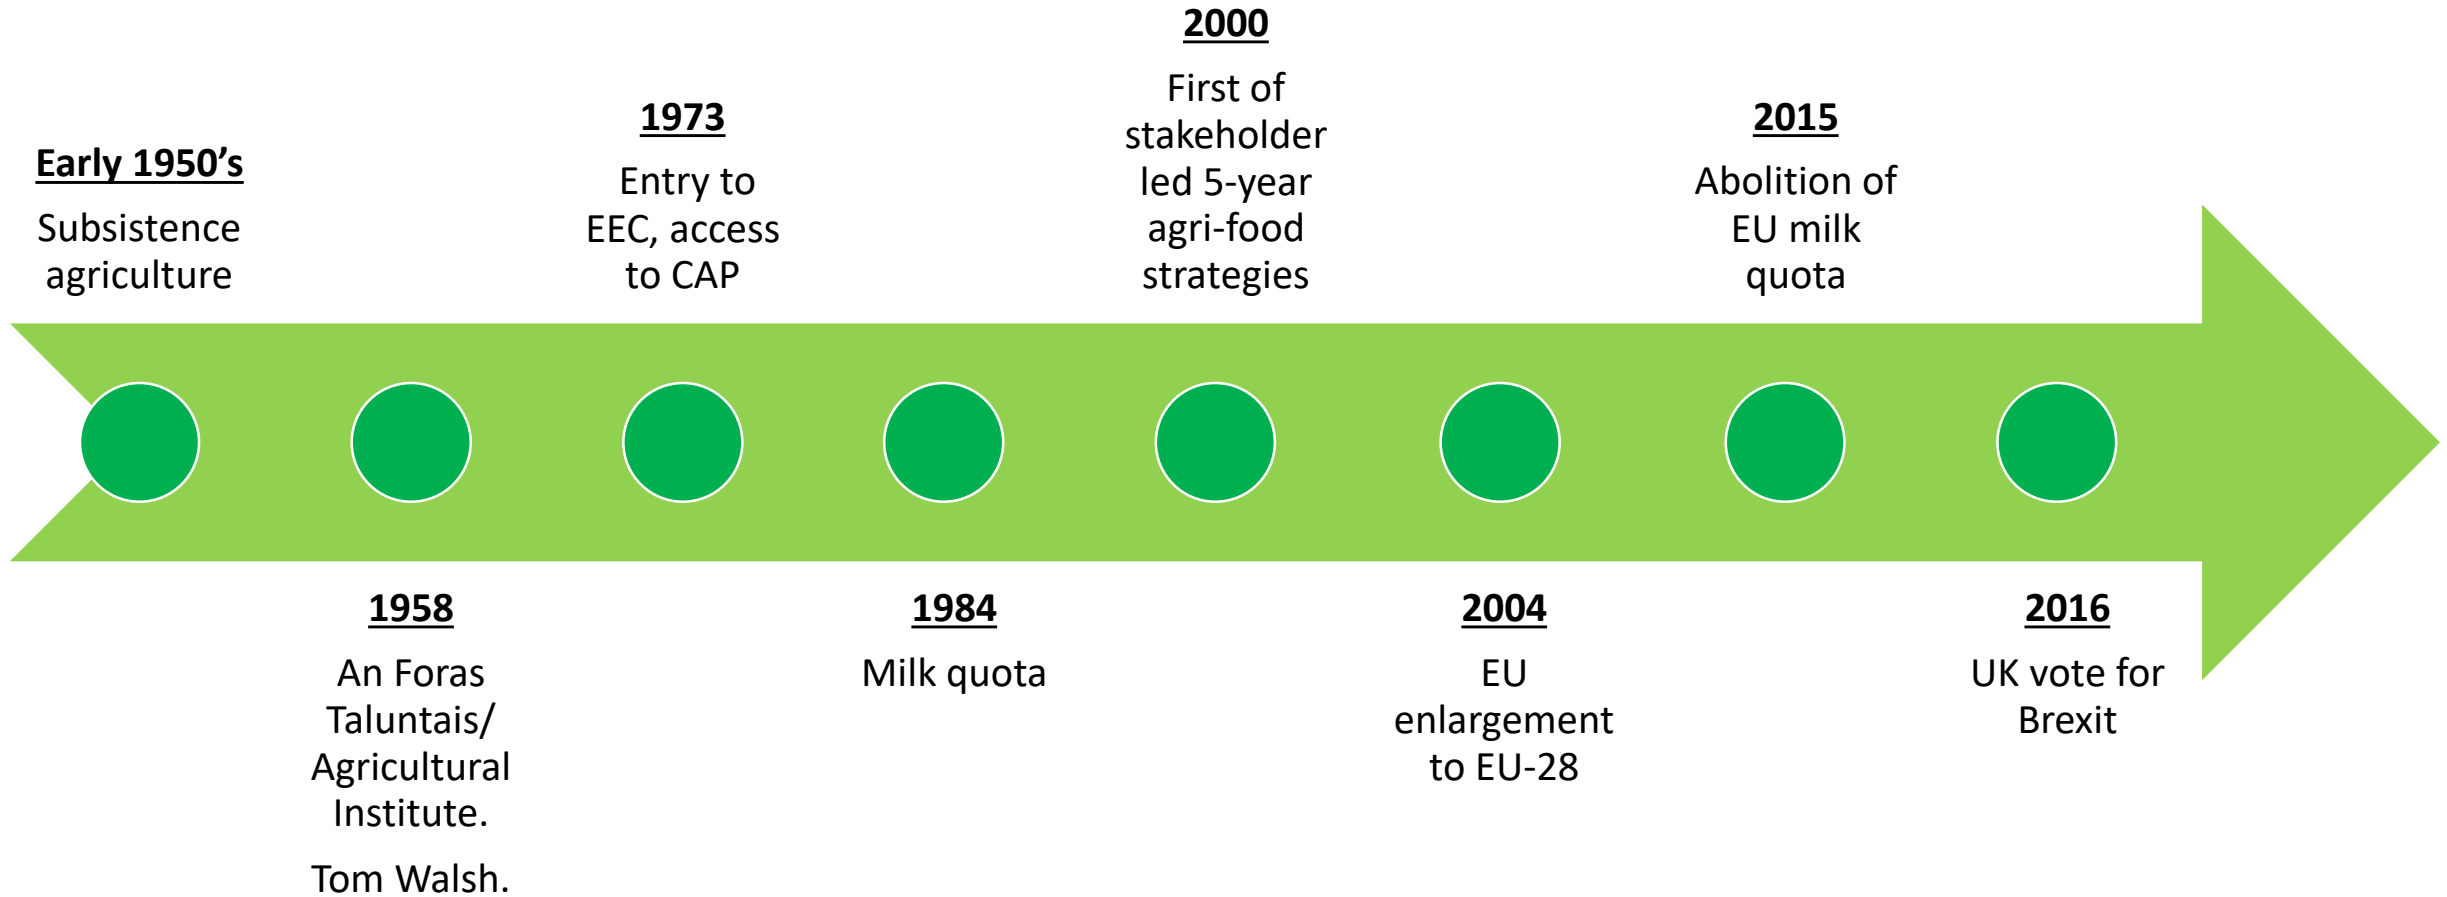 Early 1950’s
Subsistence
agriculture
1958
An Foras
Taluntais/
Agricultural
Institute.
Tom Walsh.
1973
Entry to
EEC, access
to CAP
1984
Milk quota
2000
First of
stakeholder
led 5-year
agri-food
strategies
2004
EU
enlargement
to EU-28
2015
Abolition of
EU milk
quota
2016
UK vote for
Brexit